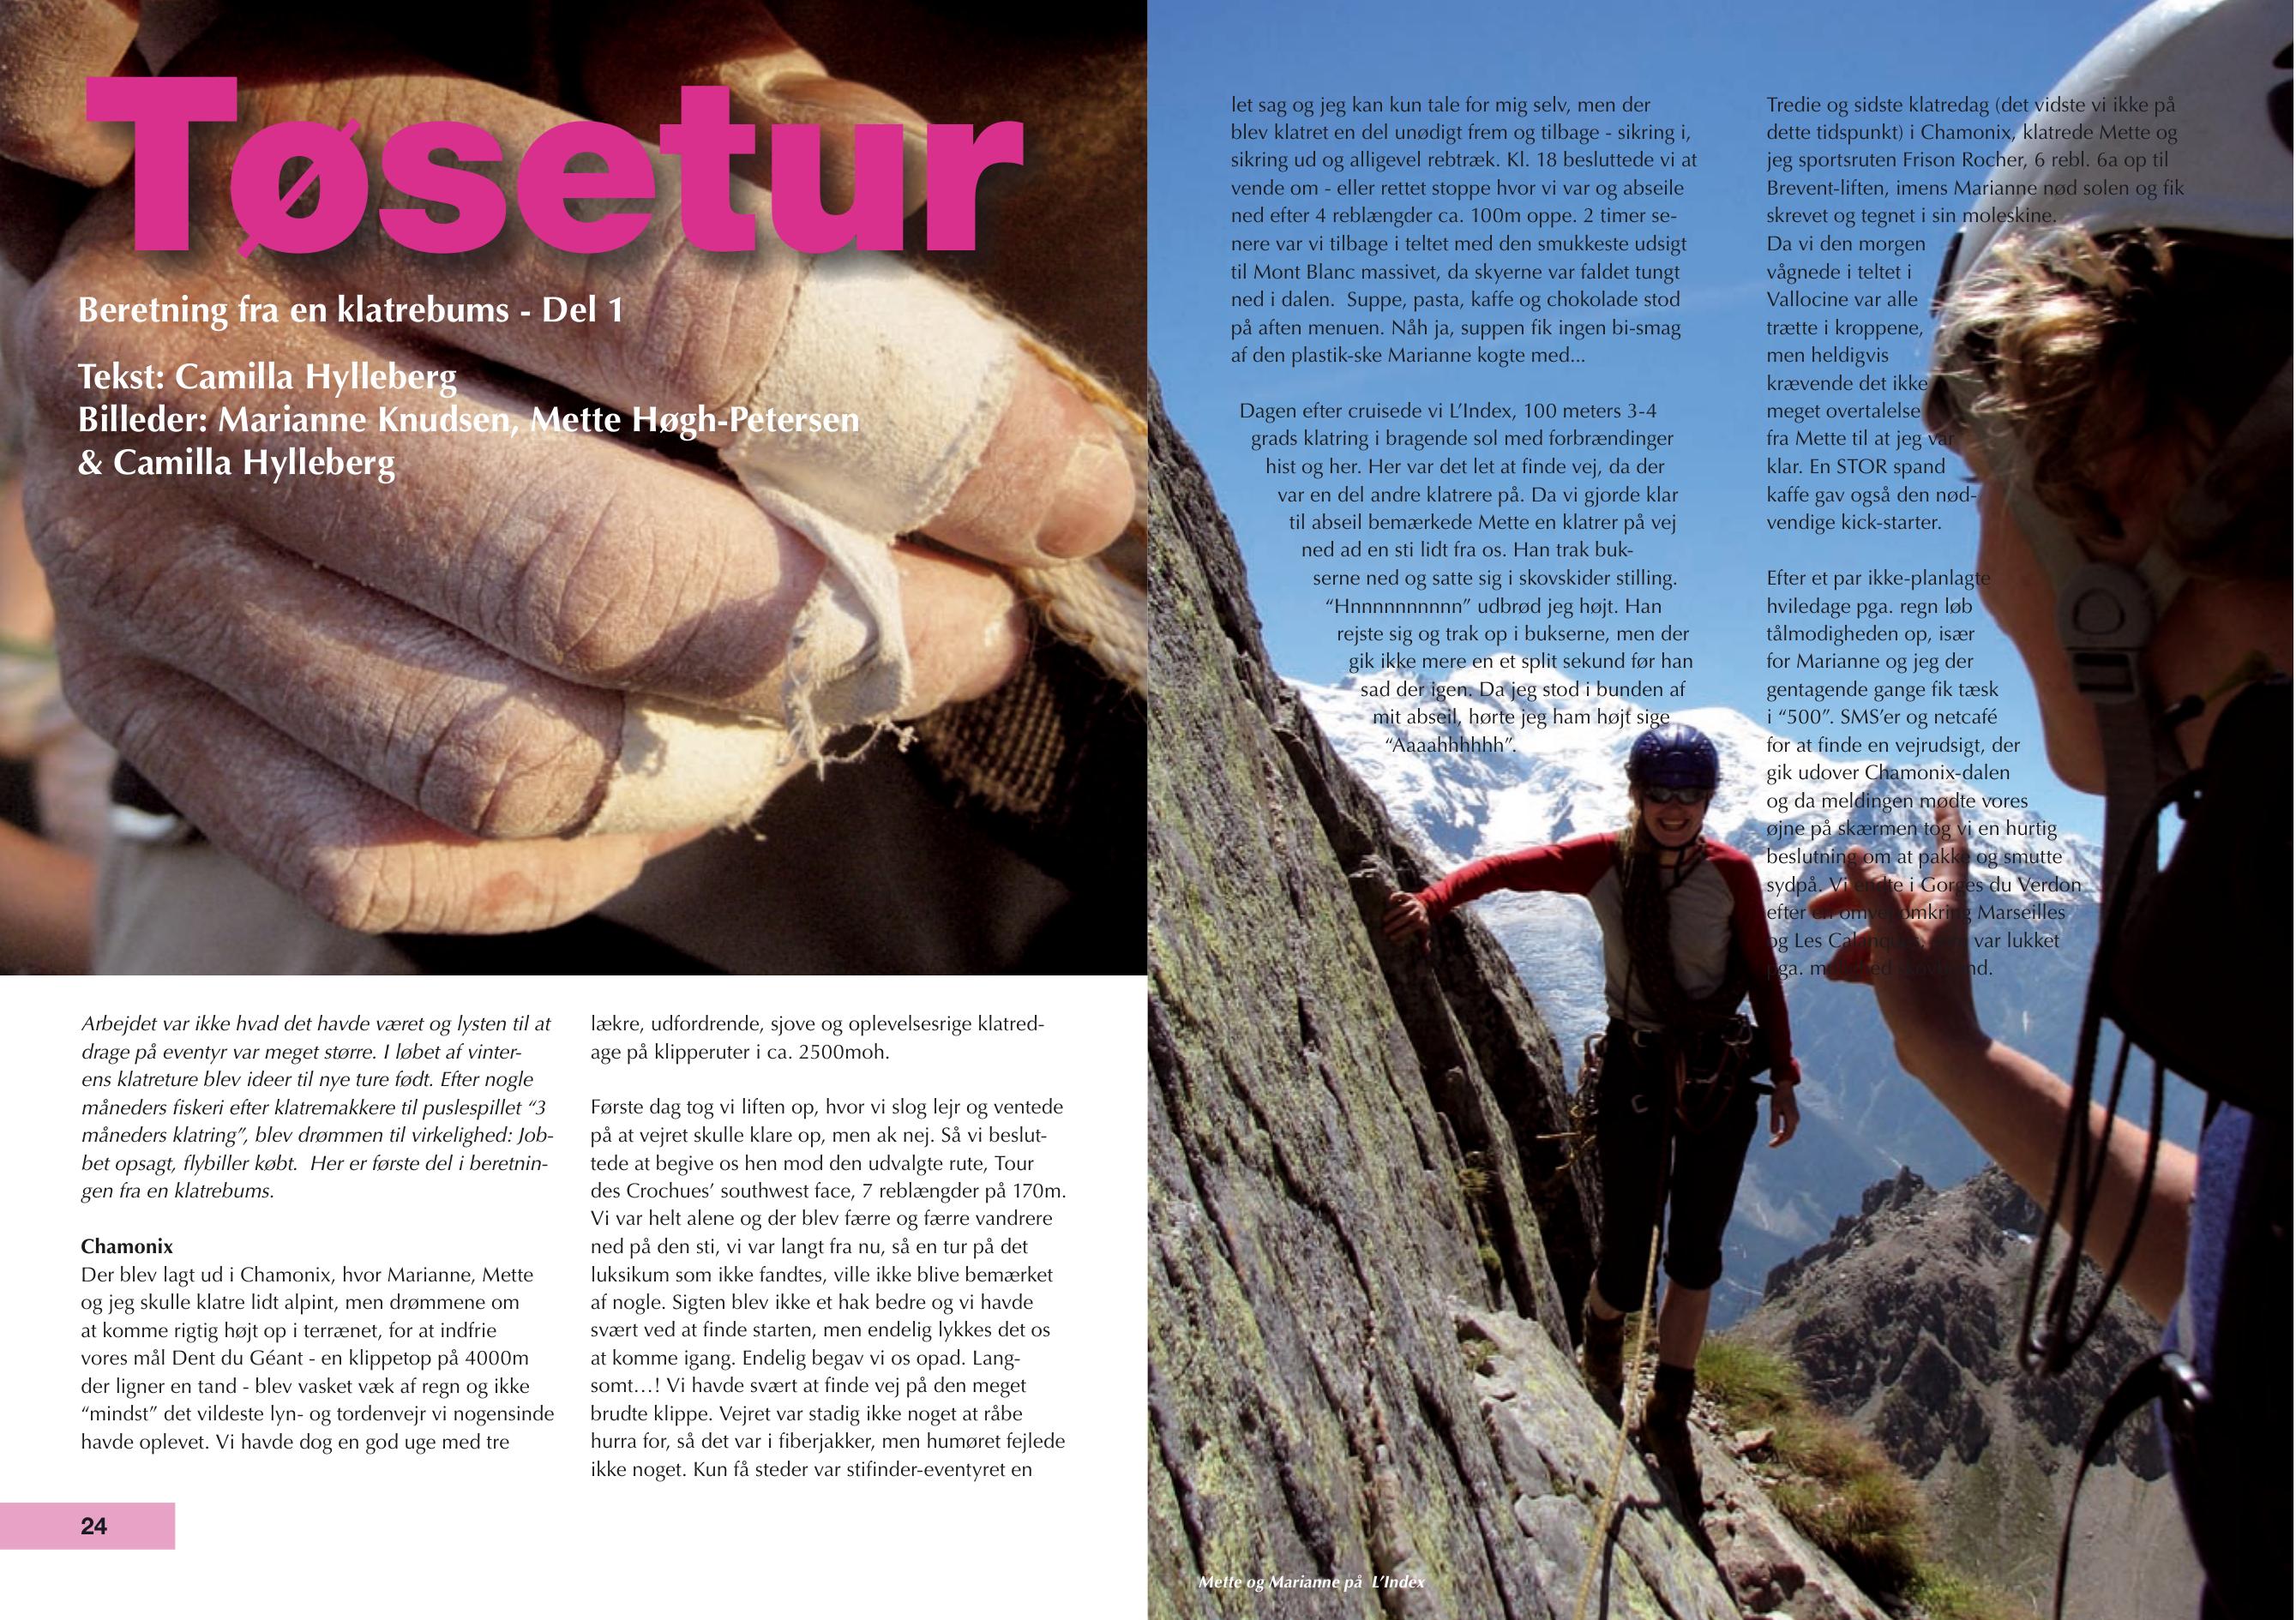 Tøsetur
Beretning fra en klatrebums - Del 1
Tekst: Camilla Hylleberg
Billeder: Marianne Knudsen, Mette Høgh-Petersen
& Camilla Hylleberg
Arbejdet var ikke hvad det havde været og lysten til at
drage på eventyr var meget større. I løbet af vinter-
ens klatreture blev ideer til nye ture født. Efter nogle
måneders fiskeri efter klatremakkere til puslespillet “3
måneders klatring”, blev drømmen til virkelighed: Job-
bet opsagt, flybiller købt.  Her er første del i beretnin-
gen fra en klatrebums.
Chamonix
Der blev lagt ud i Chamonix, hvor Marianne, Mette
og jeg skulle klatre lidt alpint, men drømmene om
at komme rigtig højt op i terrænet, for at indfrie
vores mål Dent du Géant - en klippetop på 4000m
der ligner en tand - blev vasket væk af regn og ikke
“mindst” det vildeste lyn- og tordenvejr vi nogensinde
havde oplevet. Vi havde dog en god uge med tre
lækre, udfordrende, sjove og oplevelsesrige klatred-
age på klipperuter i ca. 2500moh.
Første dag tog vi liften op, hvor vi slog lejr og ventede
på at vejret skulle klare op, men ak nej. Så vi beslut-
tede at begive os hen mod den udvalgte rute, Tour
des Crochues’ southwest face, 7 reblængder på 170m.
Vi var helt alene og der blev færre og færre vandrere
ned på den sti, vi var langt fra nu, så en tur på det
luksikum som ikke fandtes, ville ikke blive bemærket
af nogle. Sigten blev ikke et hak bedre og vi havde
svært ved at finde starten, men endelig lykkes det os
at komme igang. Endelig begav vi os opad. Lang-
somt…! Vi havde svært at finde vej på den meget
brudte klippe. Vejret var stadig ikke noget at råbe
hurra for, så det var i fiberjakker, men humøret fejlede
ikke noget. Kun få steder var stifinder-eventyret en
24
let sag og jeg kan kun tale for mig selv, men der
blev klatret en del unødigt frem og tilbage - sikring i,
sikring ud og alligevel rebtræk. Kl. 18 besluttede vi at
vende om - eller rettet stoppe hvor vi var og abseile
ned efter 4 reblængder ca. 100m oppe. 2 timer se-
nere var vi tilbage i teltet med den smukkeste udsigt
til Mont Blanc massivet, da skyerne var faldet tungt
ned i dalen.  Suppe, pasta, kaffe og chokolade stod
på aften menuen. Nåh ja, suppen fik ingen bi-smag
af den plastik-ske Marianne kogte med...
Dagen efter cruisede vi L’Index, 100 meters 3-4
grads klatring i bragende sol med forbrændinger
hist og her. Her var det let at finde vej, da der
var en del andre klatrere på. Da vi gjorde klar
til abseil bemærkede Mette en klatrer på vej
ned ad en sti lidt fra os. Han trak buk-
serne ned og satte sig i skovskider stilling.
“Hnnnnnnnnnn” udbrød jeg højt. Han
rejste sig og trak op i bukserne, men der
gik ikke mere en et split sekund før han
sad der igen. Da jeg stod i bunden af
mit abseil, hørte jeg ham højt sige
“Aaaahhhhhh”.
Tredie og sidste klatredag (det vidste vi ikke på
dette tidspunkt) i Chamonix, klatrede Mette og
jeg sportsruten Frison Rocher, 6 rebl. 6a op til
Brevent-liften, imens Marianne nød solen og fik
skrevet og tegnet i sin moleskine.
Da vi den morgen
vågnede i teltet i
Vallocine var alle
trætte i kroppene,
men heldigvis
krævende det ikke
meget overtalelse
fra Mette til at jeg var
klar. En STOR spand
kaffe gav også den nød-
vendige kick-starter.
Efter et par ikke-planlagte
hviledage pga. regn løb
tålmodigheden op, især
for Marianne og jeg der
gentagende gange fik tæsk
i “500”. SMS’er og netcafé
for at finde en vejrudsigt, der
gik udover Chamonix-dalen
og da meldingen mødte vores
øjne på skærmen tog vi en hurtig
beslutning om at pakke og smutte
sydpå. Vi endte i Gorges du Verdon
efter en omvej omkring Marseilles
og Les var lukket
pga.
Mette og Marianne på  L’Index